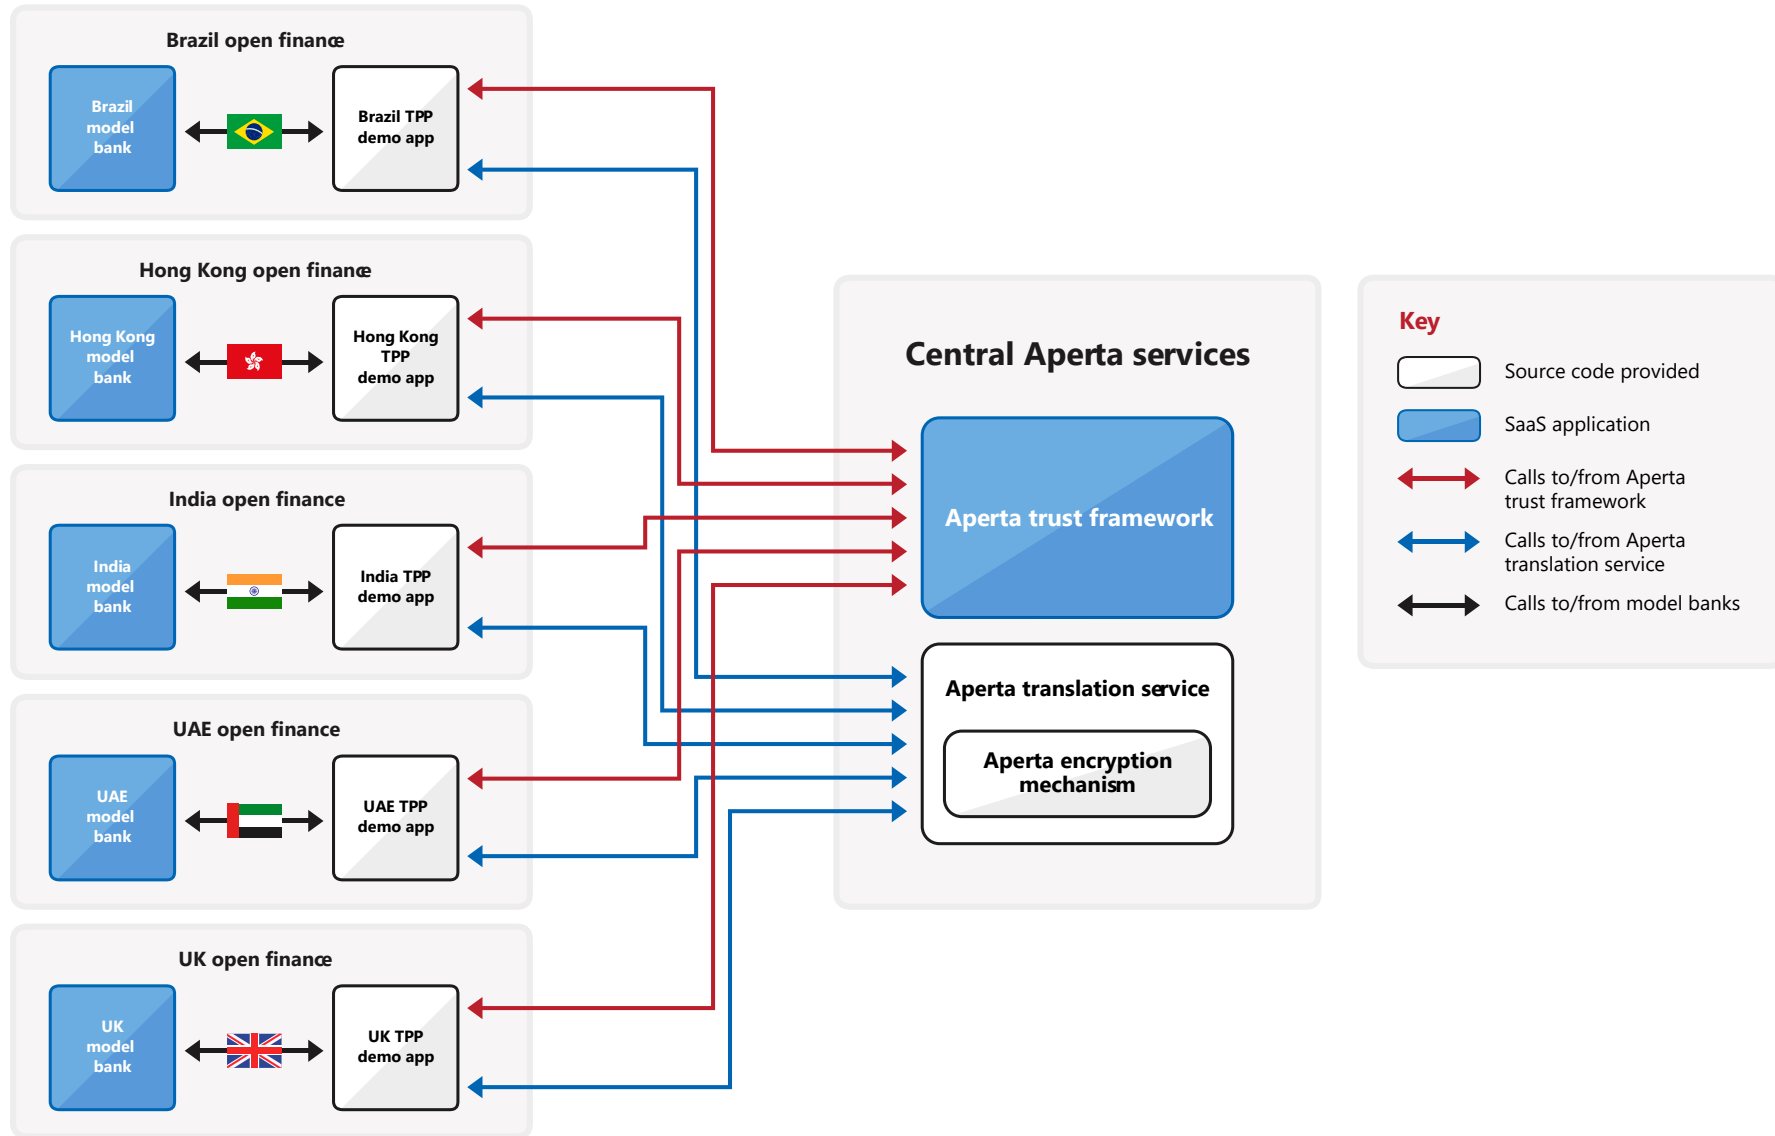 Brazil open finance
Brazil
model
bank
Brazil TPP
demo app
Hong Kong open finance
Hong Kong
model
bank
Hong Kong
TPP
demo app
India open finance
India
model
bank
India TPP
demo app
UAE open finance
UAE
model
bank
UAE TPP
demo app
UK open finance
UK
model
bank
UK TPP
demo app
Central Aperta services
Aperta trust framework
Aperta translation service
Aperta encryption
mechanism
Key
Source code provided
SaaS application
Calls to/from Aperta
trust framework
Calls to/from Aperta
translation service
Calls to/from model banks